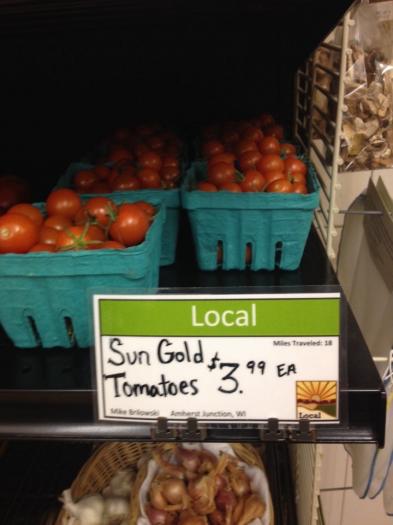 Local
Miles Traveled: 18
Sun Gold $3.99 EA
Tomatoes
Mike Brilowski Amherst Junction, WI
Local